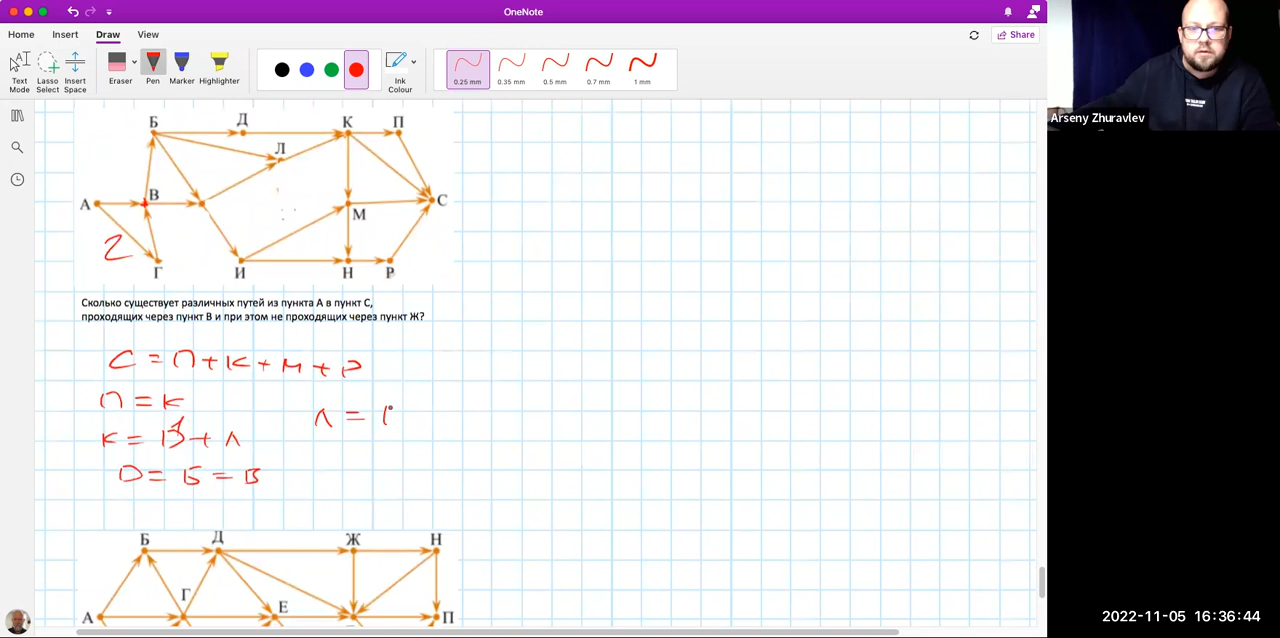 OneNote
Home Insert Draw View
Share
Text Mode
Lasso Select
Insert Space
Eraser
Pen
Marker
Highlighter
Ink Colour
0.25 mm
0.35 mm
0.5 mm
0.7 mm
1 mm
Arseny Zhuravlev
Б Д К П
Л
А В С
М
2
Г И Н Р
Сколько существует различных путей из пункта А в пункт С,
проходящих через пункт В и при этом не проходящих через пункт Ж?
С = П + К + М + Р
П = К
Л =
D = Б = В
Б Д Ж Н
Г
Е
А П
2022-11-05 16:36:44